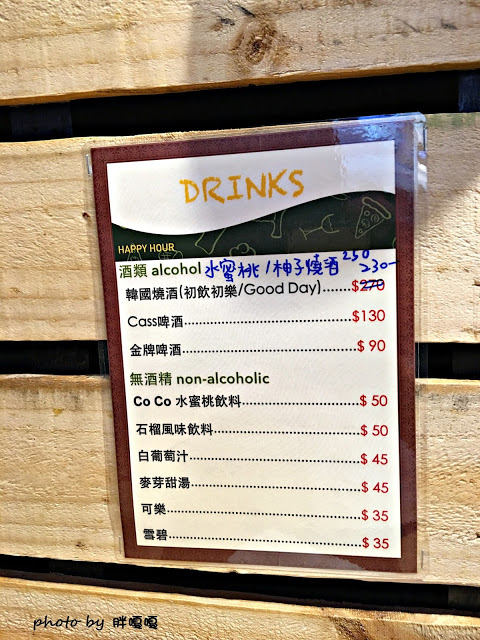 DRINKS
HAPPY HOUR
酒類 alcohol 水蜜桃/柚子燒酒 250
230-
韓國燒酒(初飲初樂/Good Day).......$270
Cass啤酒.......$130
金牌啤酒.......$ 90
無酒精 non-alcoholic
Co Co 水蜜桃飲料.......$ 50
石榴風味飲料.......$ 50
白葡萄汁.......$ 45
麥芽甜湯.......$ 45
可樂.......$ 35
雪碧.......$ 35
photo by 胖嘎嘎